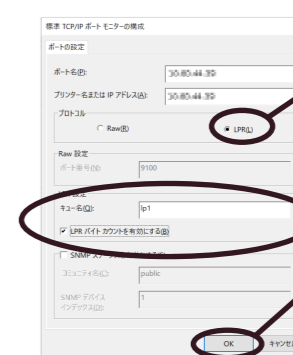 標準 TCP/IP ポート モニターの構成
ポートの設定
ポート名(P):
プリンター名または IP アドレス(A):
プロトコル
Raw(R)
LPR(L)
Raw 設定
ポート番号(N):
9100
設定
キュー名(Q):
lp1
LPR バイト カウントを有効にする(B)
SNMP
コミュニティ名(C):
public
SNMP デバイス
インデックス(D):
1
OK
キャンセル